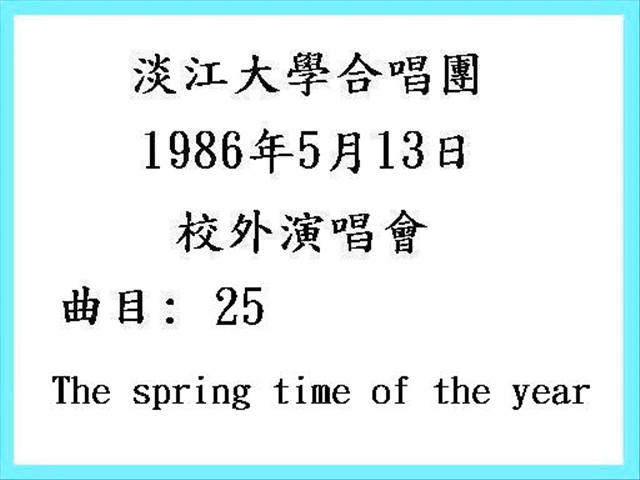 淡江大學合唱團
1986年5月13日
校外演唱會
曲目: 25
The spring time of the year